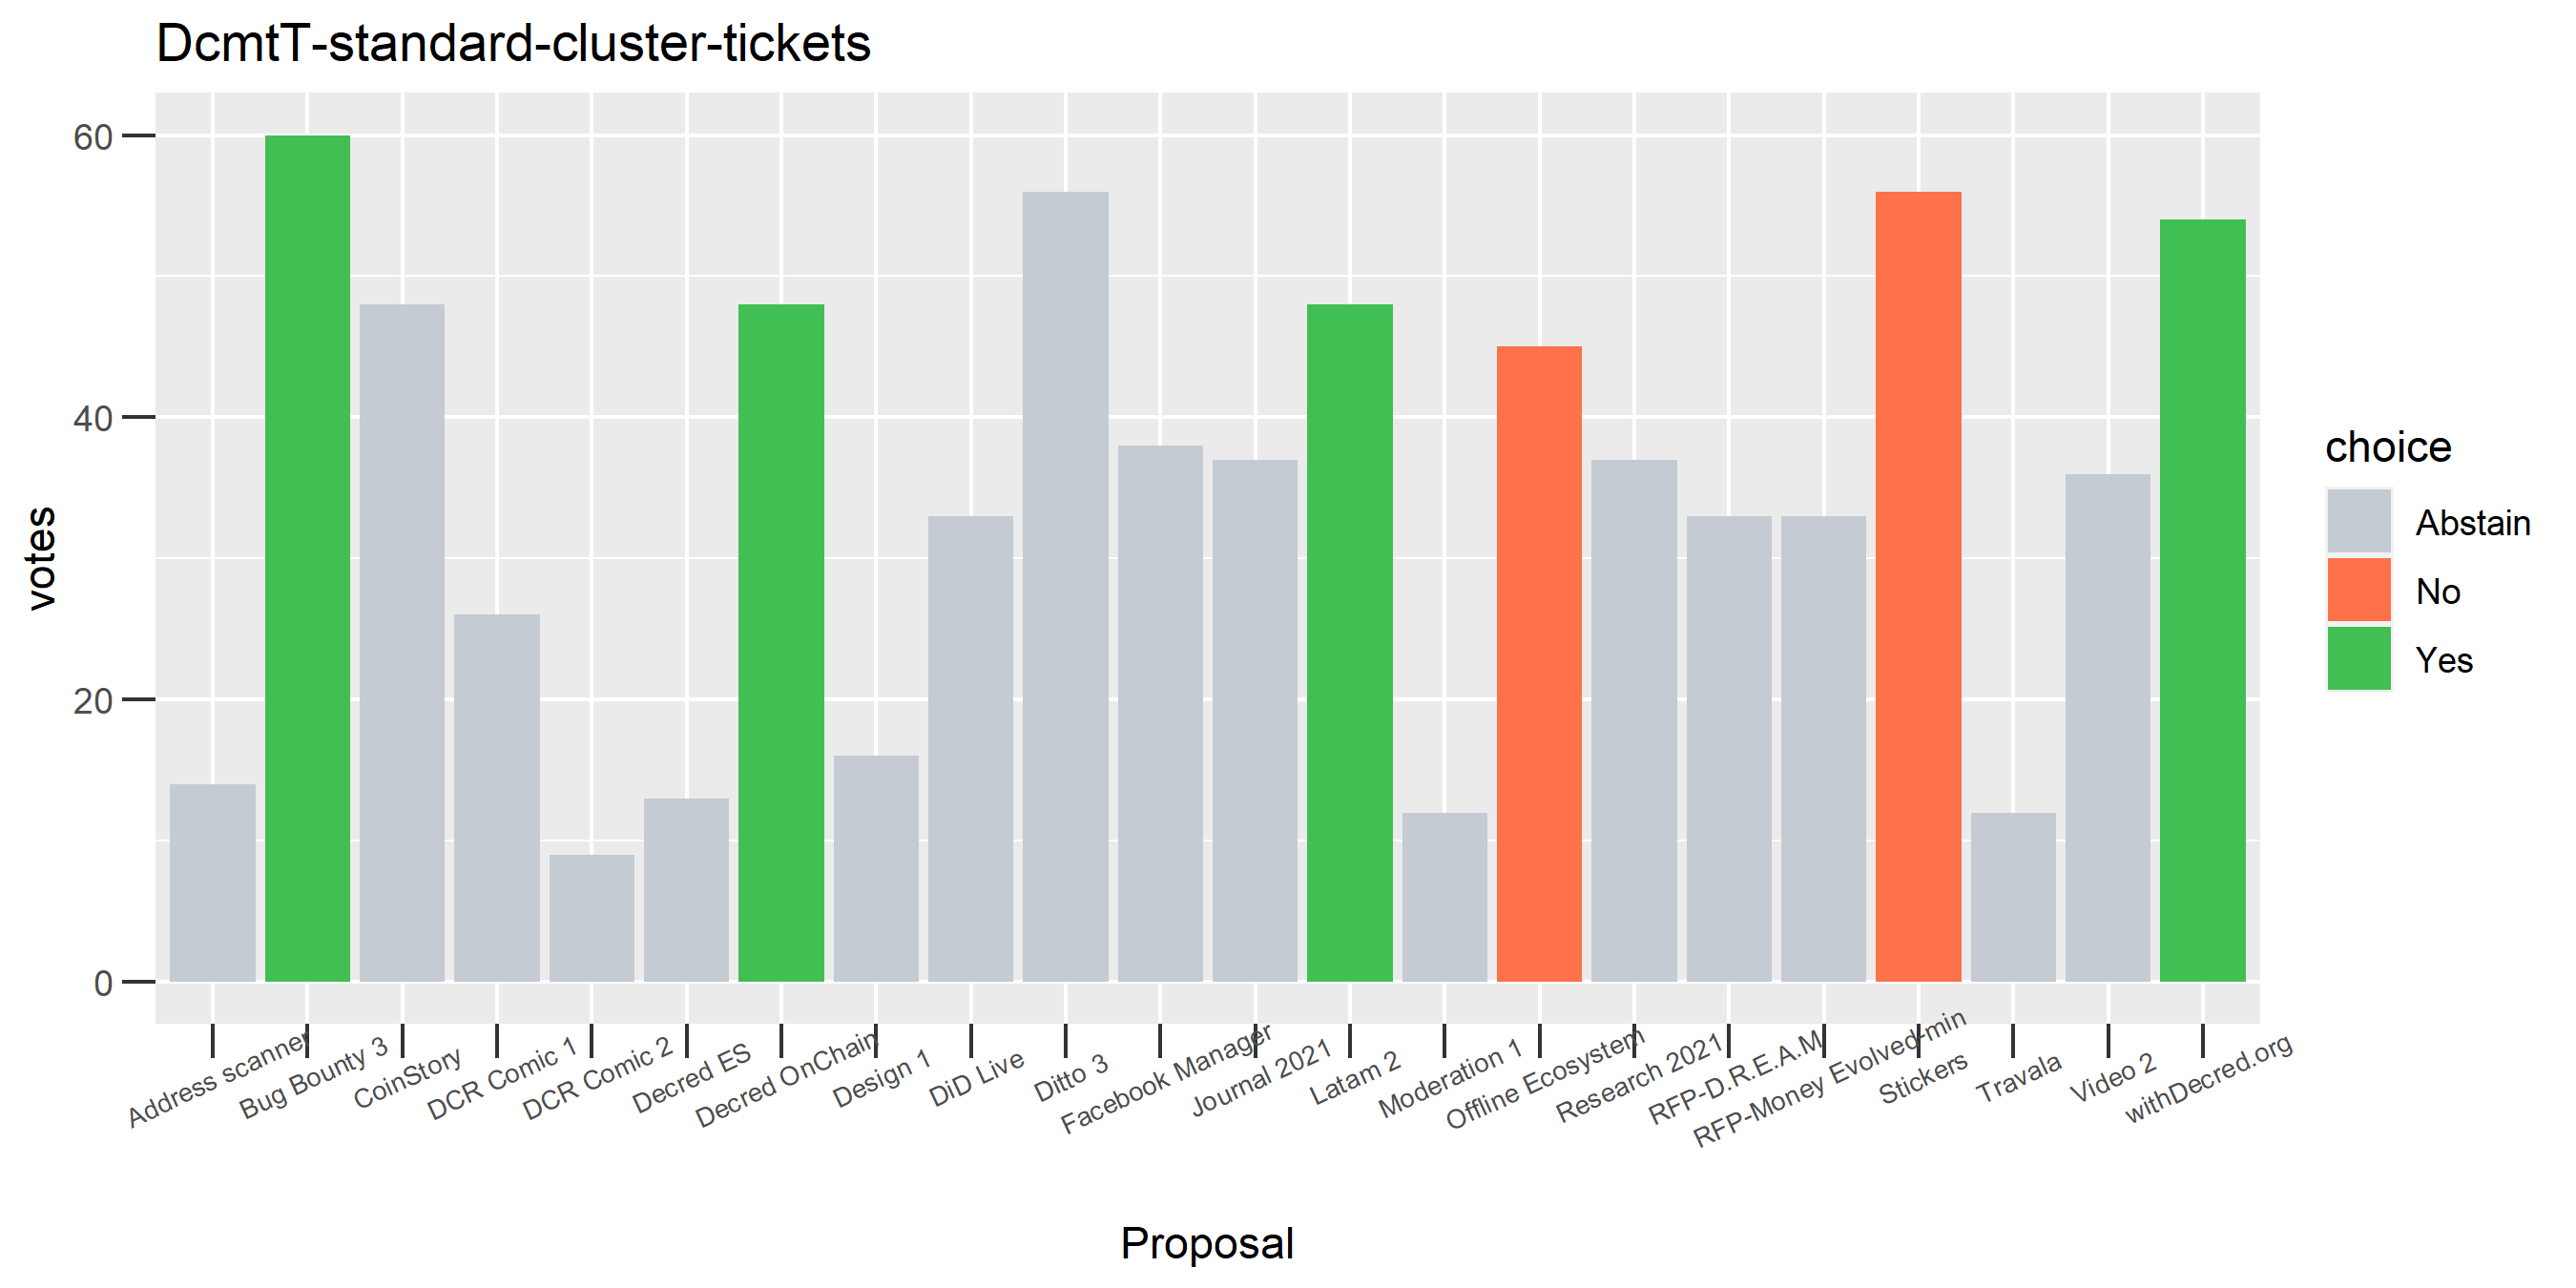 DcmtT-standard-cluster-tickets
votes
60
40
20
0
Address scanner
Bug Bounty 3
CoinStory
DCR Comic 1
DCR Comic 2
Decred ES
Decred OnChain
Design 1
DiD Live
Ditto 3
Facebook Manager
Journal 2021
Latam 2
Moderation 1
Offline Ecosystem
Research 2021
RFP-D.R.E.A.M
RFP-Money Evolved-min
Stickers
Travala
Video 2
withDecred.org
Proposal
choice
Abstain
No
Yes